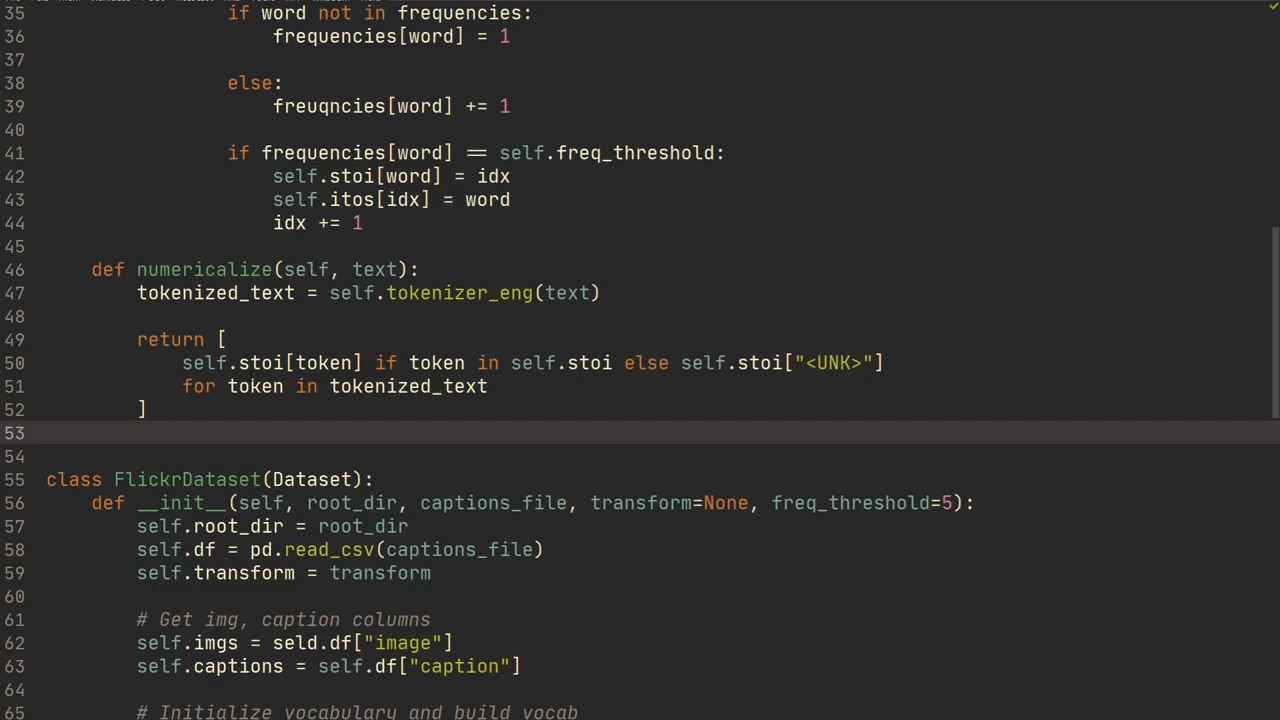 35 if word not in frequencies:
36 frequencies[word] = 1
37
38 else:
39 freuqncies[word] += 1
40
41 if frequencies[word] == self.freq_threshold:
42 self.stoi[word] = idx
43 self.itos[idx] = word
44 idx += 1
45
46 def numericalize(self, text):
47 tokenized_text = self.tokenizer_eng(text)
48
49 return [
50 self.stoi[token] if token in self.stoi else self.stoi["<UNK>"]
51 for token in tokenized_text
52 ]
53
54
55 class FlickrDataset(Dataset):
56 def __init__(self, root_dir, captions_file, transform=None, freq_threshold=5):
57 self.root_dir = root_dir
58 self.df = pd.read_csv(captions_file)
59 self.transform = transform
60
61 # Get img, caption columns
62 self.imgs = seld.df["image"]
63 self.captions = self.df["caption"]
64
65 # Initialize vocabulary and build vocab